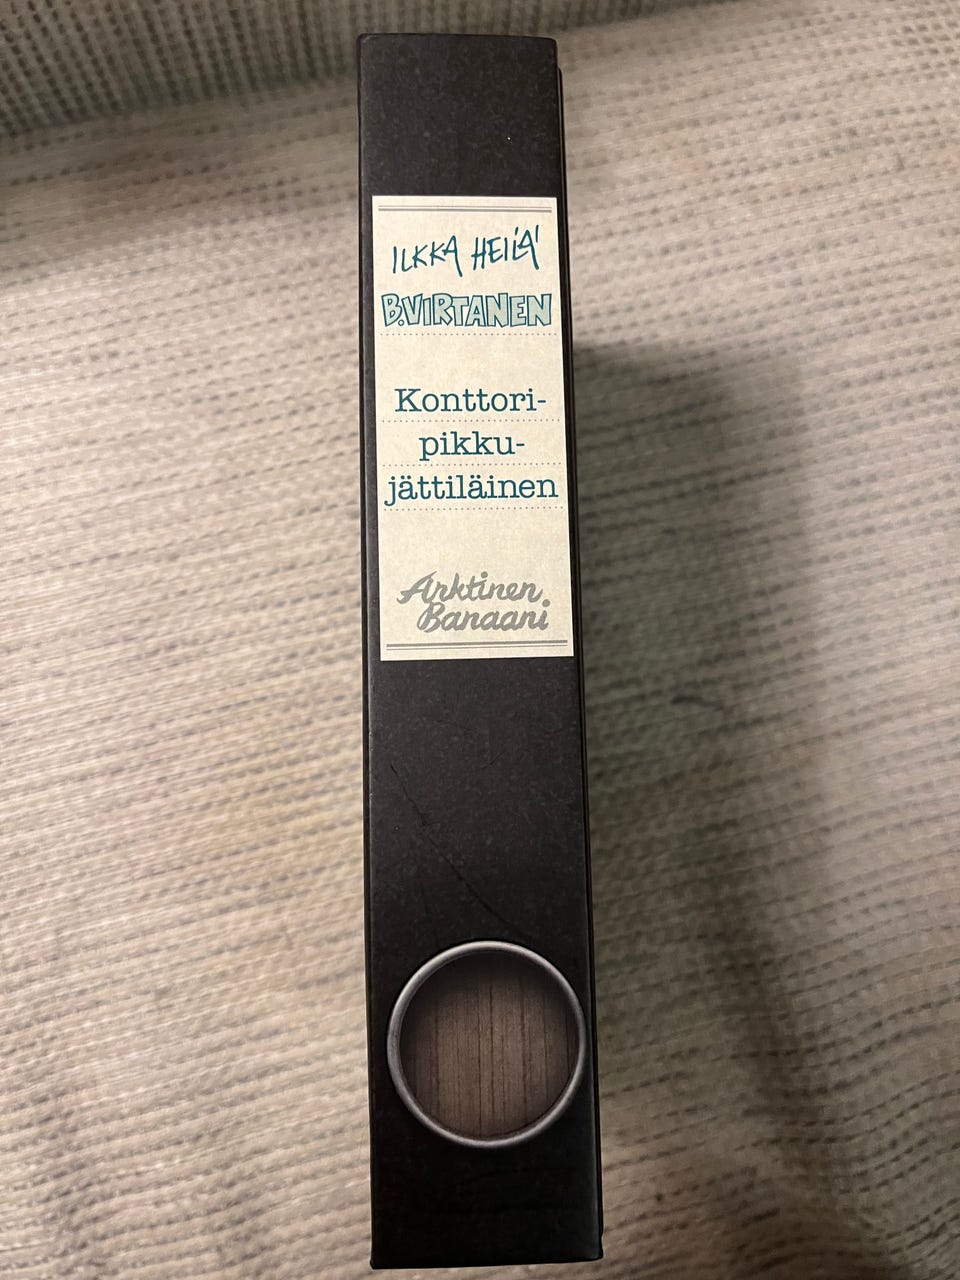 ILKKA HEILÄ
B.VIRTANEN
Konttori-
pikku-
jättiläinen
Arktinen
Banaani